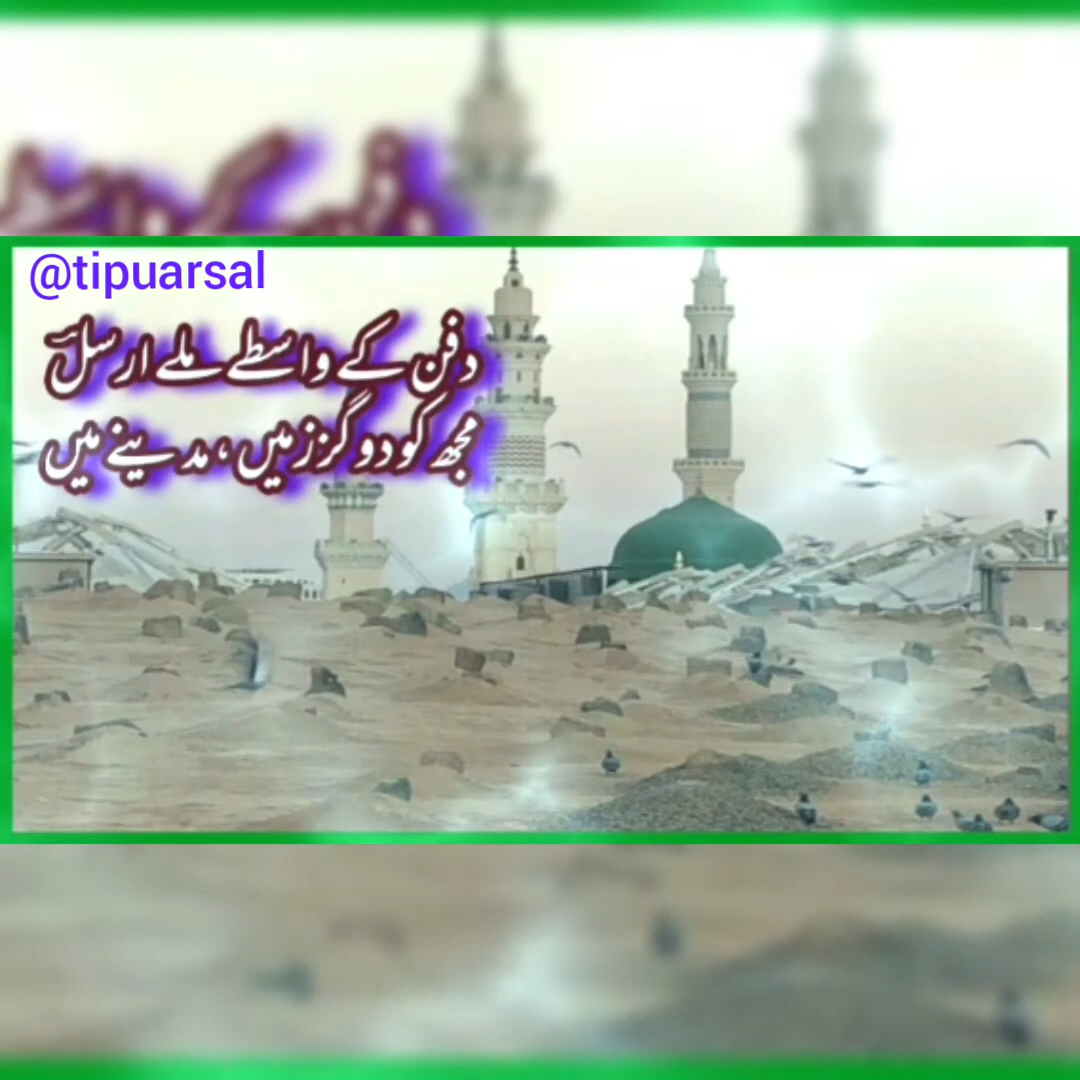 @tipuarsal
دفن کے واسطے ملے ارسلؔ
مجھ کو دو گز زمیں ، مدینے میں